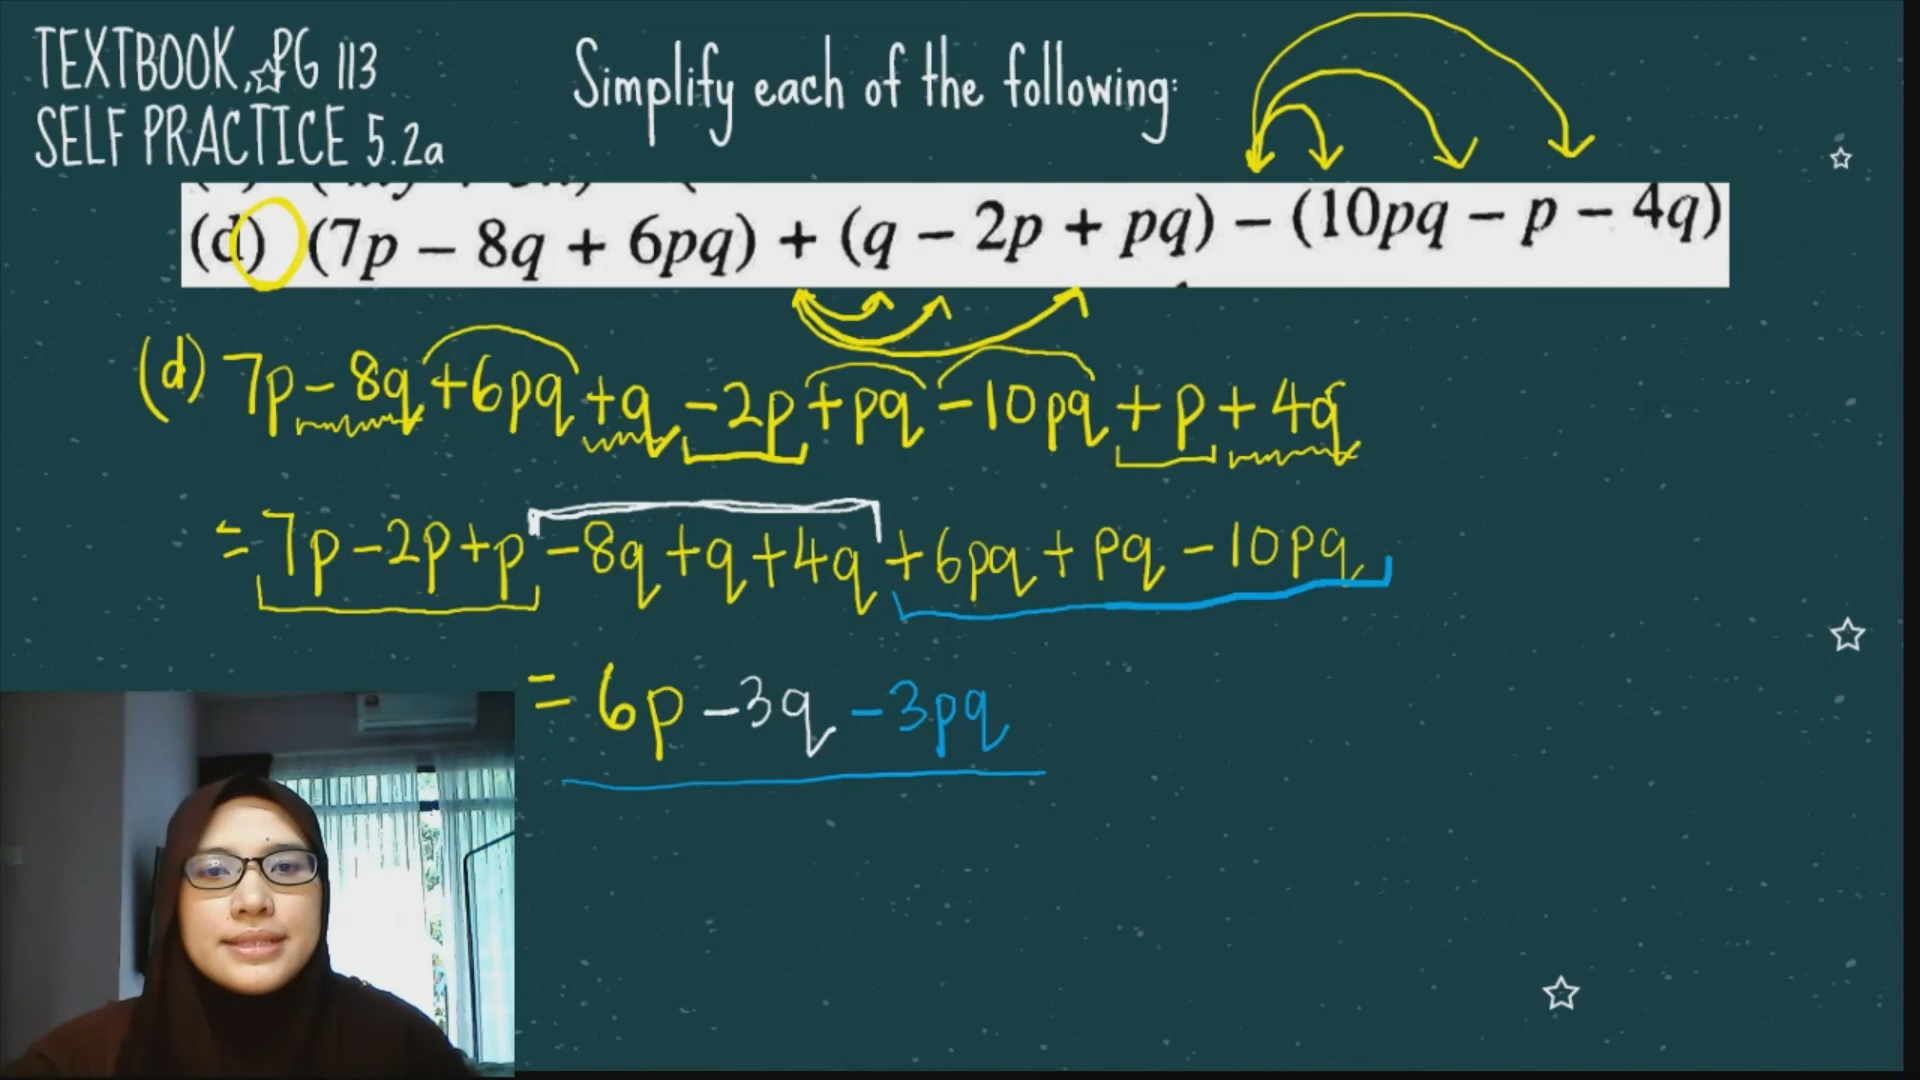 TEXTBOOK, PG 113
SELF PRACTICE 5.2a
Simplify each of the following:
(d) (7p − 8q + 6pq) + (q − 2p + pq) − (10pq − p − 4q)
(d) 7p − 8q + 6pq + q − 2p + pq − 10pq + p + 4q
= 7p − 2p + p − 8q + q + 4q + 6pq + pq − 10pq
= 6p − 3q − 3pq